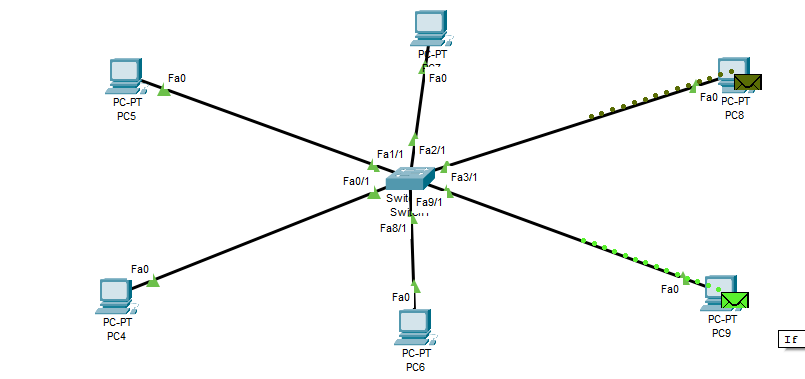 PC-PT
Fa0
Fa0
PC-PT
PC5
Fa0
PC-PT
PC8
Fa1/1
Fa2/1
Fa0/1
Fa3/1
Fa9/1
Fa8/1
Fa0
PC-PT
PC4
Fa0
PC-PT
PC6
Fa0
PC-PT
PC9
If